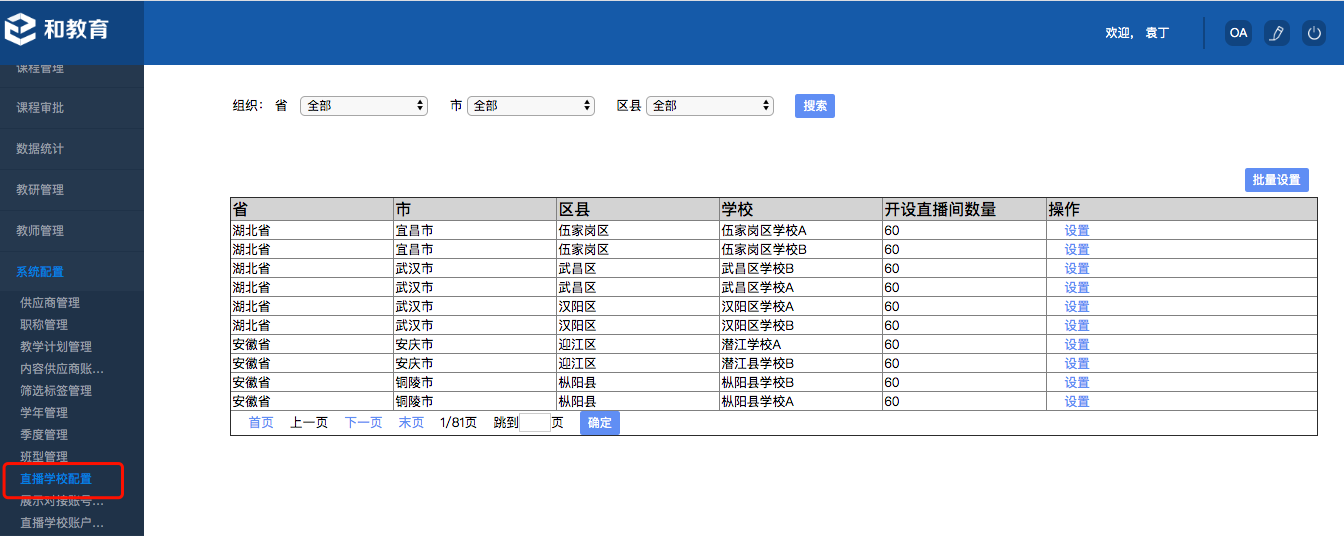 和教育
欢迎， 袁丁
OA
课程管理
课程审批
数据统计
教研管理
教师管理
系统配置
供应商管理
职称管理
教学计划管理
内容供应商账...
筛选标签管理
学年管理
季度管理
班型管理
直播学校配置
展示对接账号...
直播学校账户...
组织： 省 全部 市 全部 区县 全部 搜索
批量设置
省 市 区县 学校 开设直播间数量 操作
湖北省 宜昌市 伍家岗区 伍家岗区学校A 60 设置
湖北省 宜昌市 伍家岗区 伍家岗区学校B 60 设置
湖北省 武汉市 武昌区 武昌区学校B 60 设置
湖北省 武汉市 武昌区 武昌区学校A 60 设置
湖北省 武汉市 汉阳区 汉阳区学校A 60 设置
湖北省 武汉市 汉阳区 汉阳区学校B 60 设置
安徽省 安庆市 迎江区 潜江学校A 60 设置
安徽省 安庆市 迎江区 潜江县学校B 60 设置
安徽省 铜陵市 枞阳县 枞阳县学校B 60 设置
安徽省 铜陵市 枞阳县 枞阳县学校A 60 设置
首页 上一页 下一页 末页 1/81页 跳到 页 确定